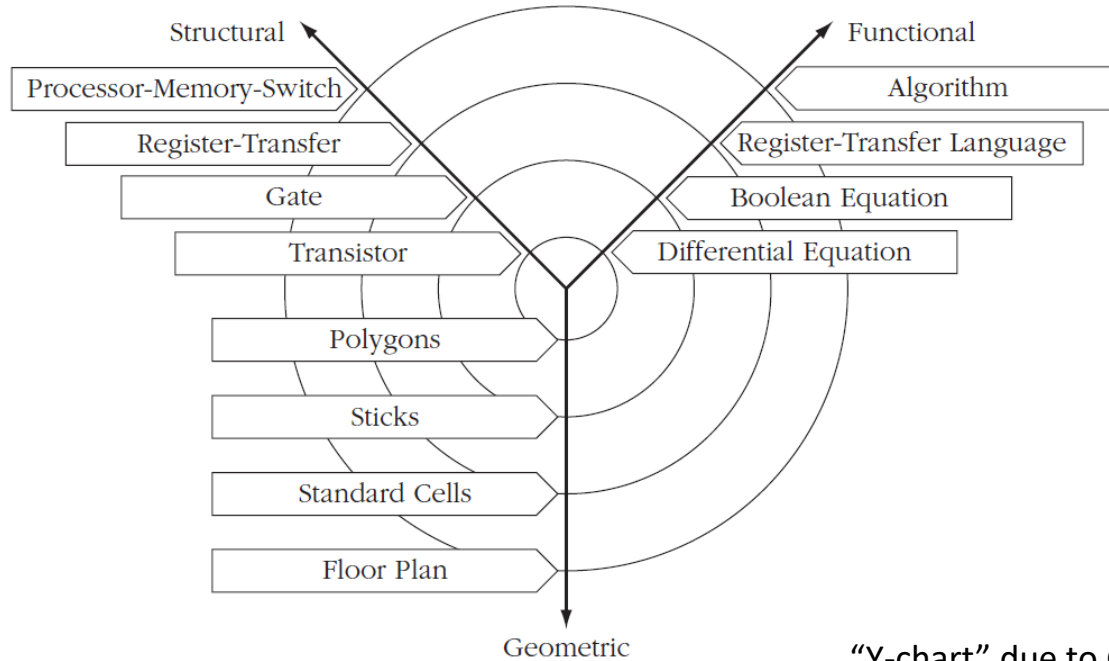 Structural
Functional
Processor-Memory-Switch
Algorithm
Register-Transfer
Register-Transfer Language
Gate
Boolean Equation
Transistor
Differential Equation
Polygons
Sticks
Standard Cells
Floor Plan
Geometric
“Y-chart” due to